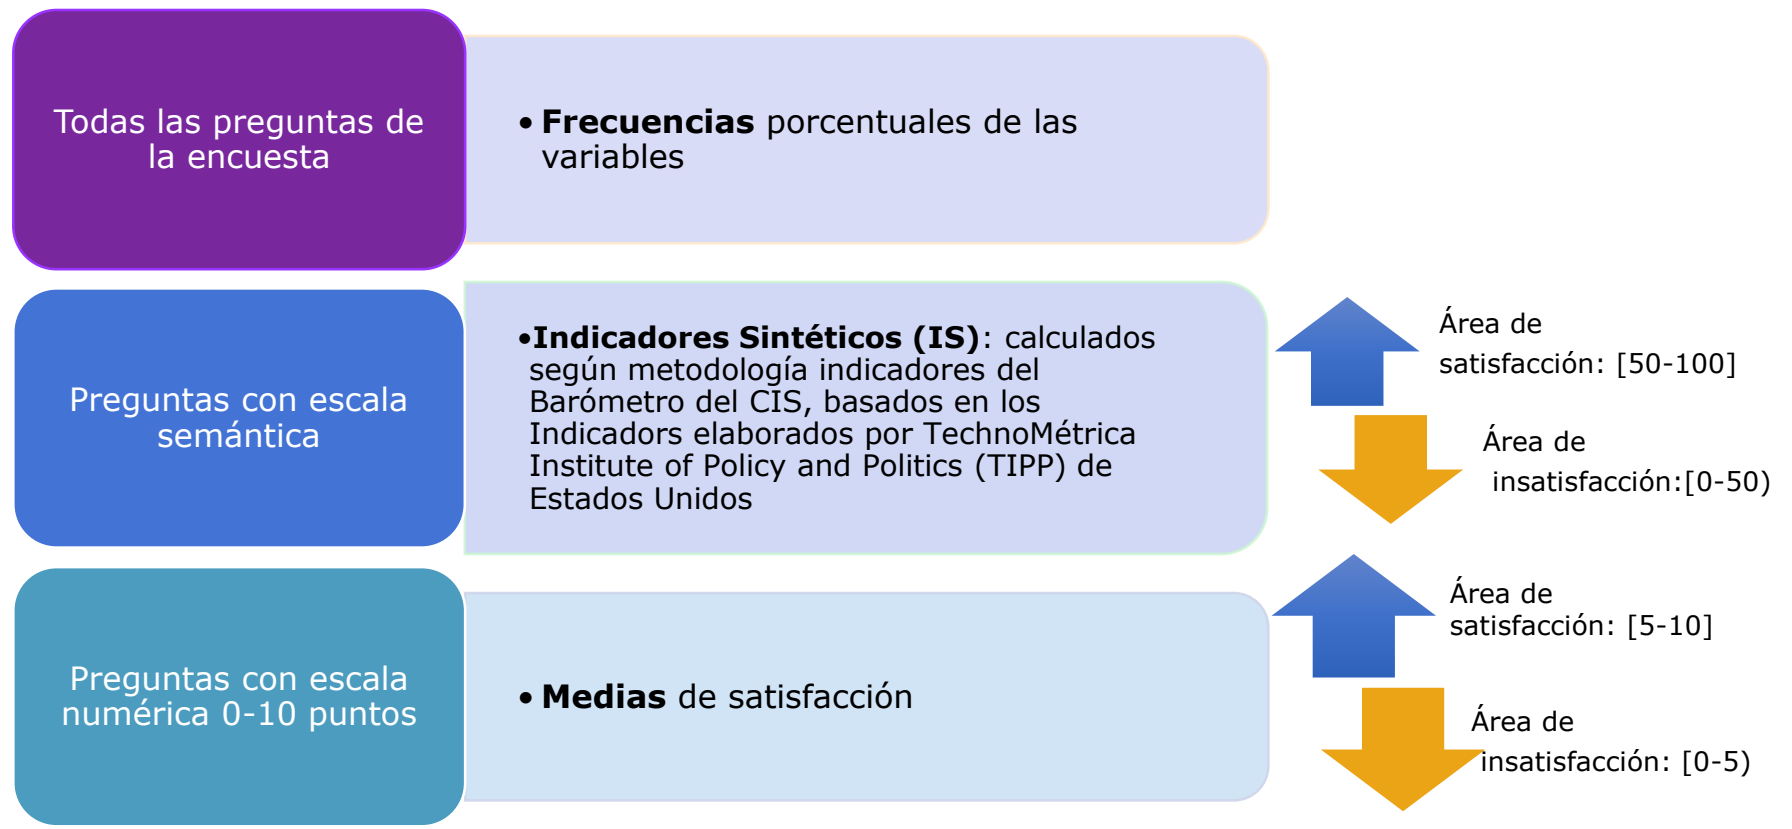 Todas las preguntas de
la encuesta
• Frecuencias porcentuales de las
variables
Preguntas con escala
semántica
•Indicadores Sintéticos (IS): calculados
según metodología indicadores del
Barómetro del CIS, basados en los
Indicadors elaborados por TechnoMétrica
Institute of Policy and Politics (TIPP) de
Estados Unidos
Área de
satisfacción: [50-100]
Área de
insatisfacción:[0-50)
Preguntas con escala
numérica 0-10 puntos
• Medias de satisfacción
Área de
satisfacción: [5-10]
Área de
insatisfacción: [0-5)